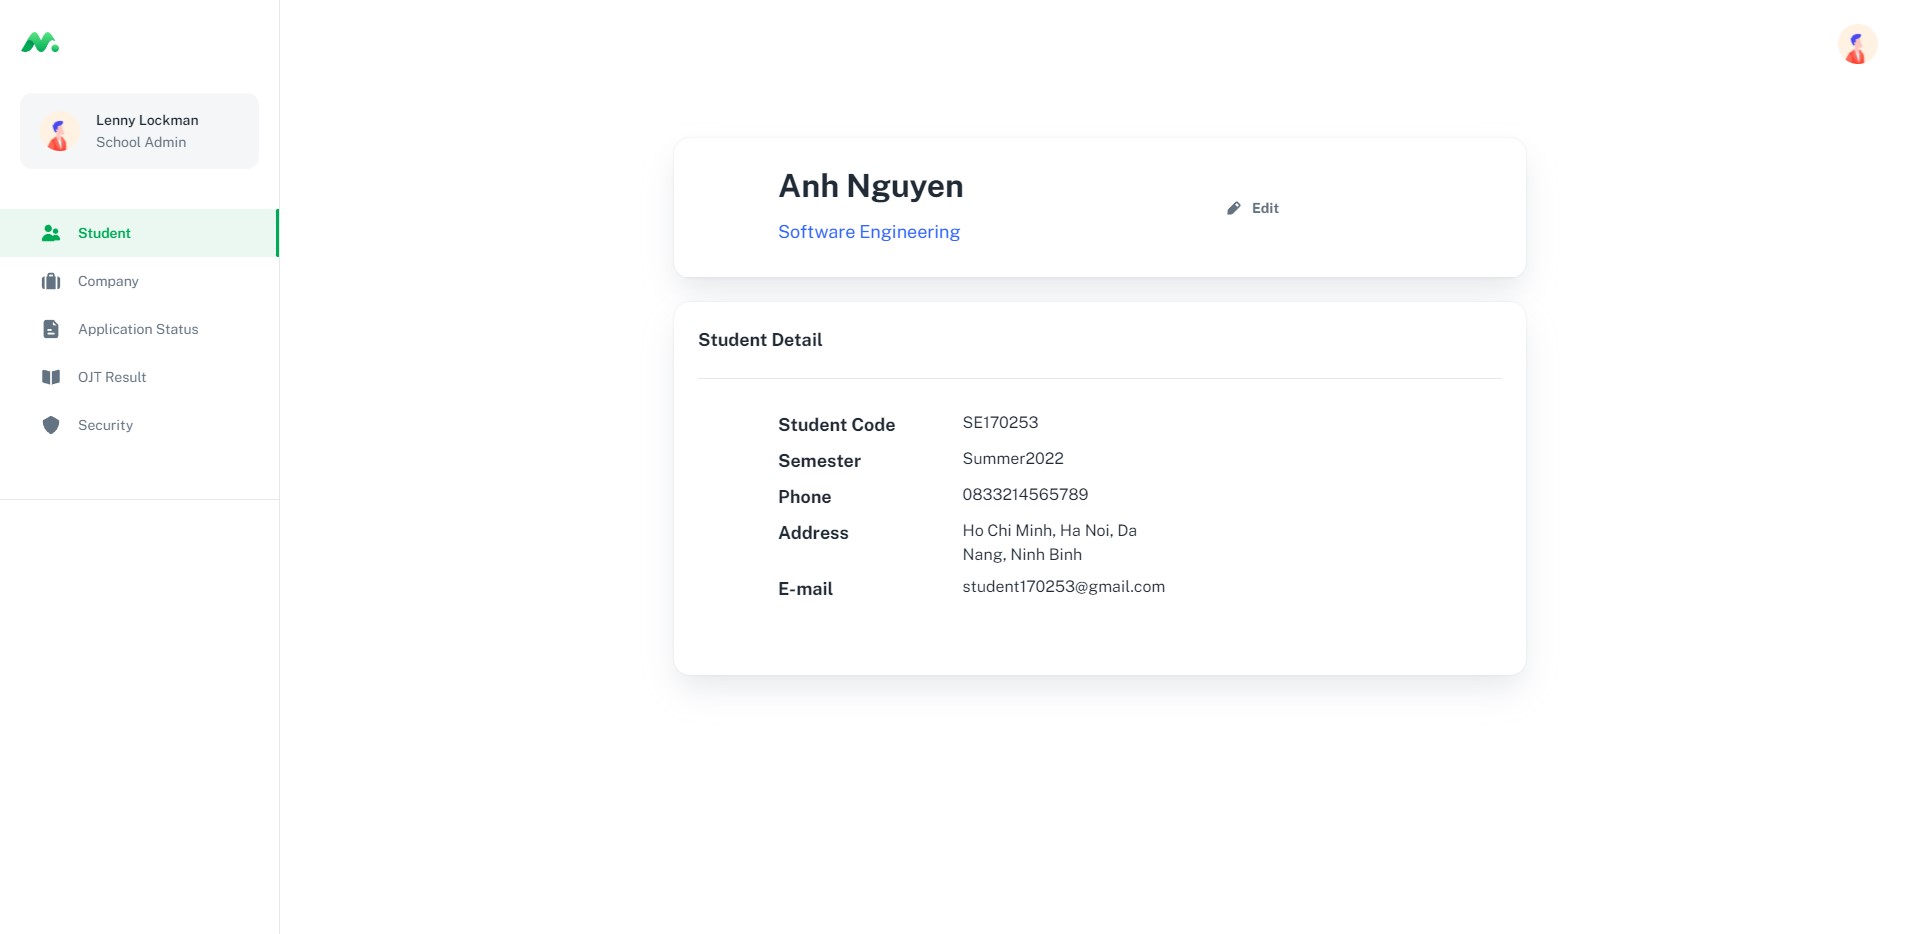 Lenny Lockman
School Admin
Student
Company
Application Status
OJT Result
Security
Anh Nguyen
Software Engineering
Edit
Student Detail
Student Code SE170253
Semester Summer2022
Phone 0833214565789
Address Ho Chi Minh, Ha Noi, Da
Nang, Ninh Binh
E-mail student170253@gmail.com